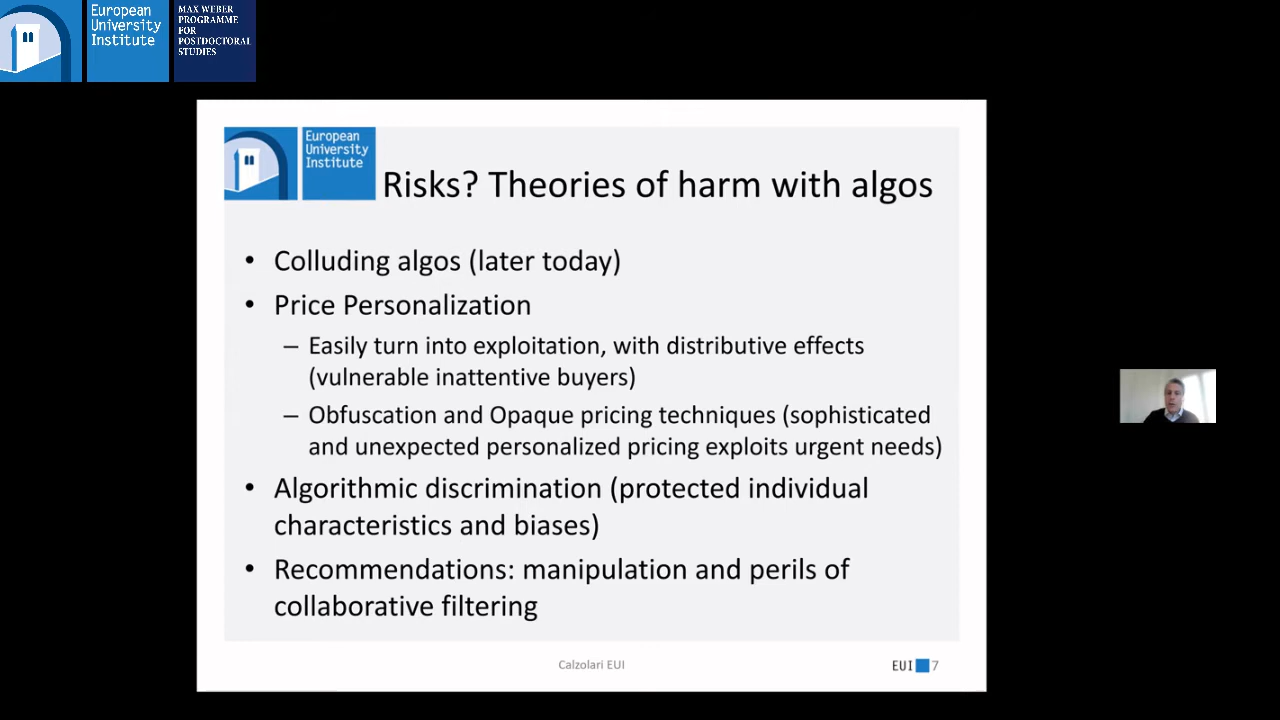 European
University
Institute
MAX WEBER
PROGRAMME
FOR
POSTDOCTORAL
STUDIES
European
University
Institute
Risks? Theories of harm with algos
• Colluding algos (later today)
• Price Personalization
– Easily turn into exploitation, with distributive effects
(vulnerable inattentive buyers)
– Obfuscation and Opaque pricing techniques (sophisticated
and unexpected personalized pricing exploits urgent needs)
• Algorithmic discrimination (protected individual
characteristics and biases)
• Recommendations: manipulation and perils of
collaborative filtering
Calzolari EUI
EUI 7